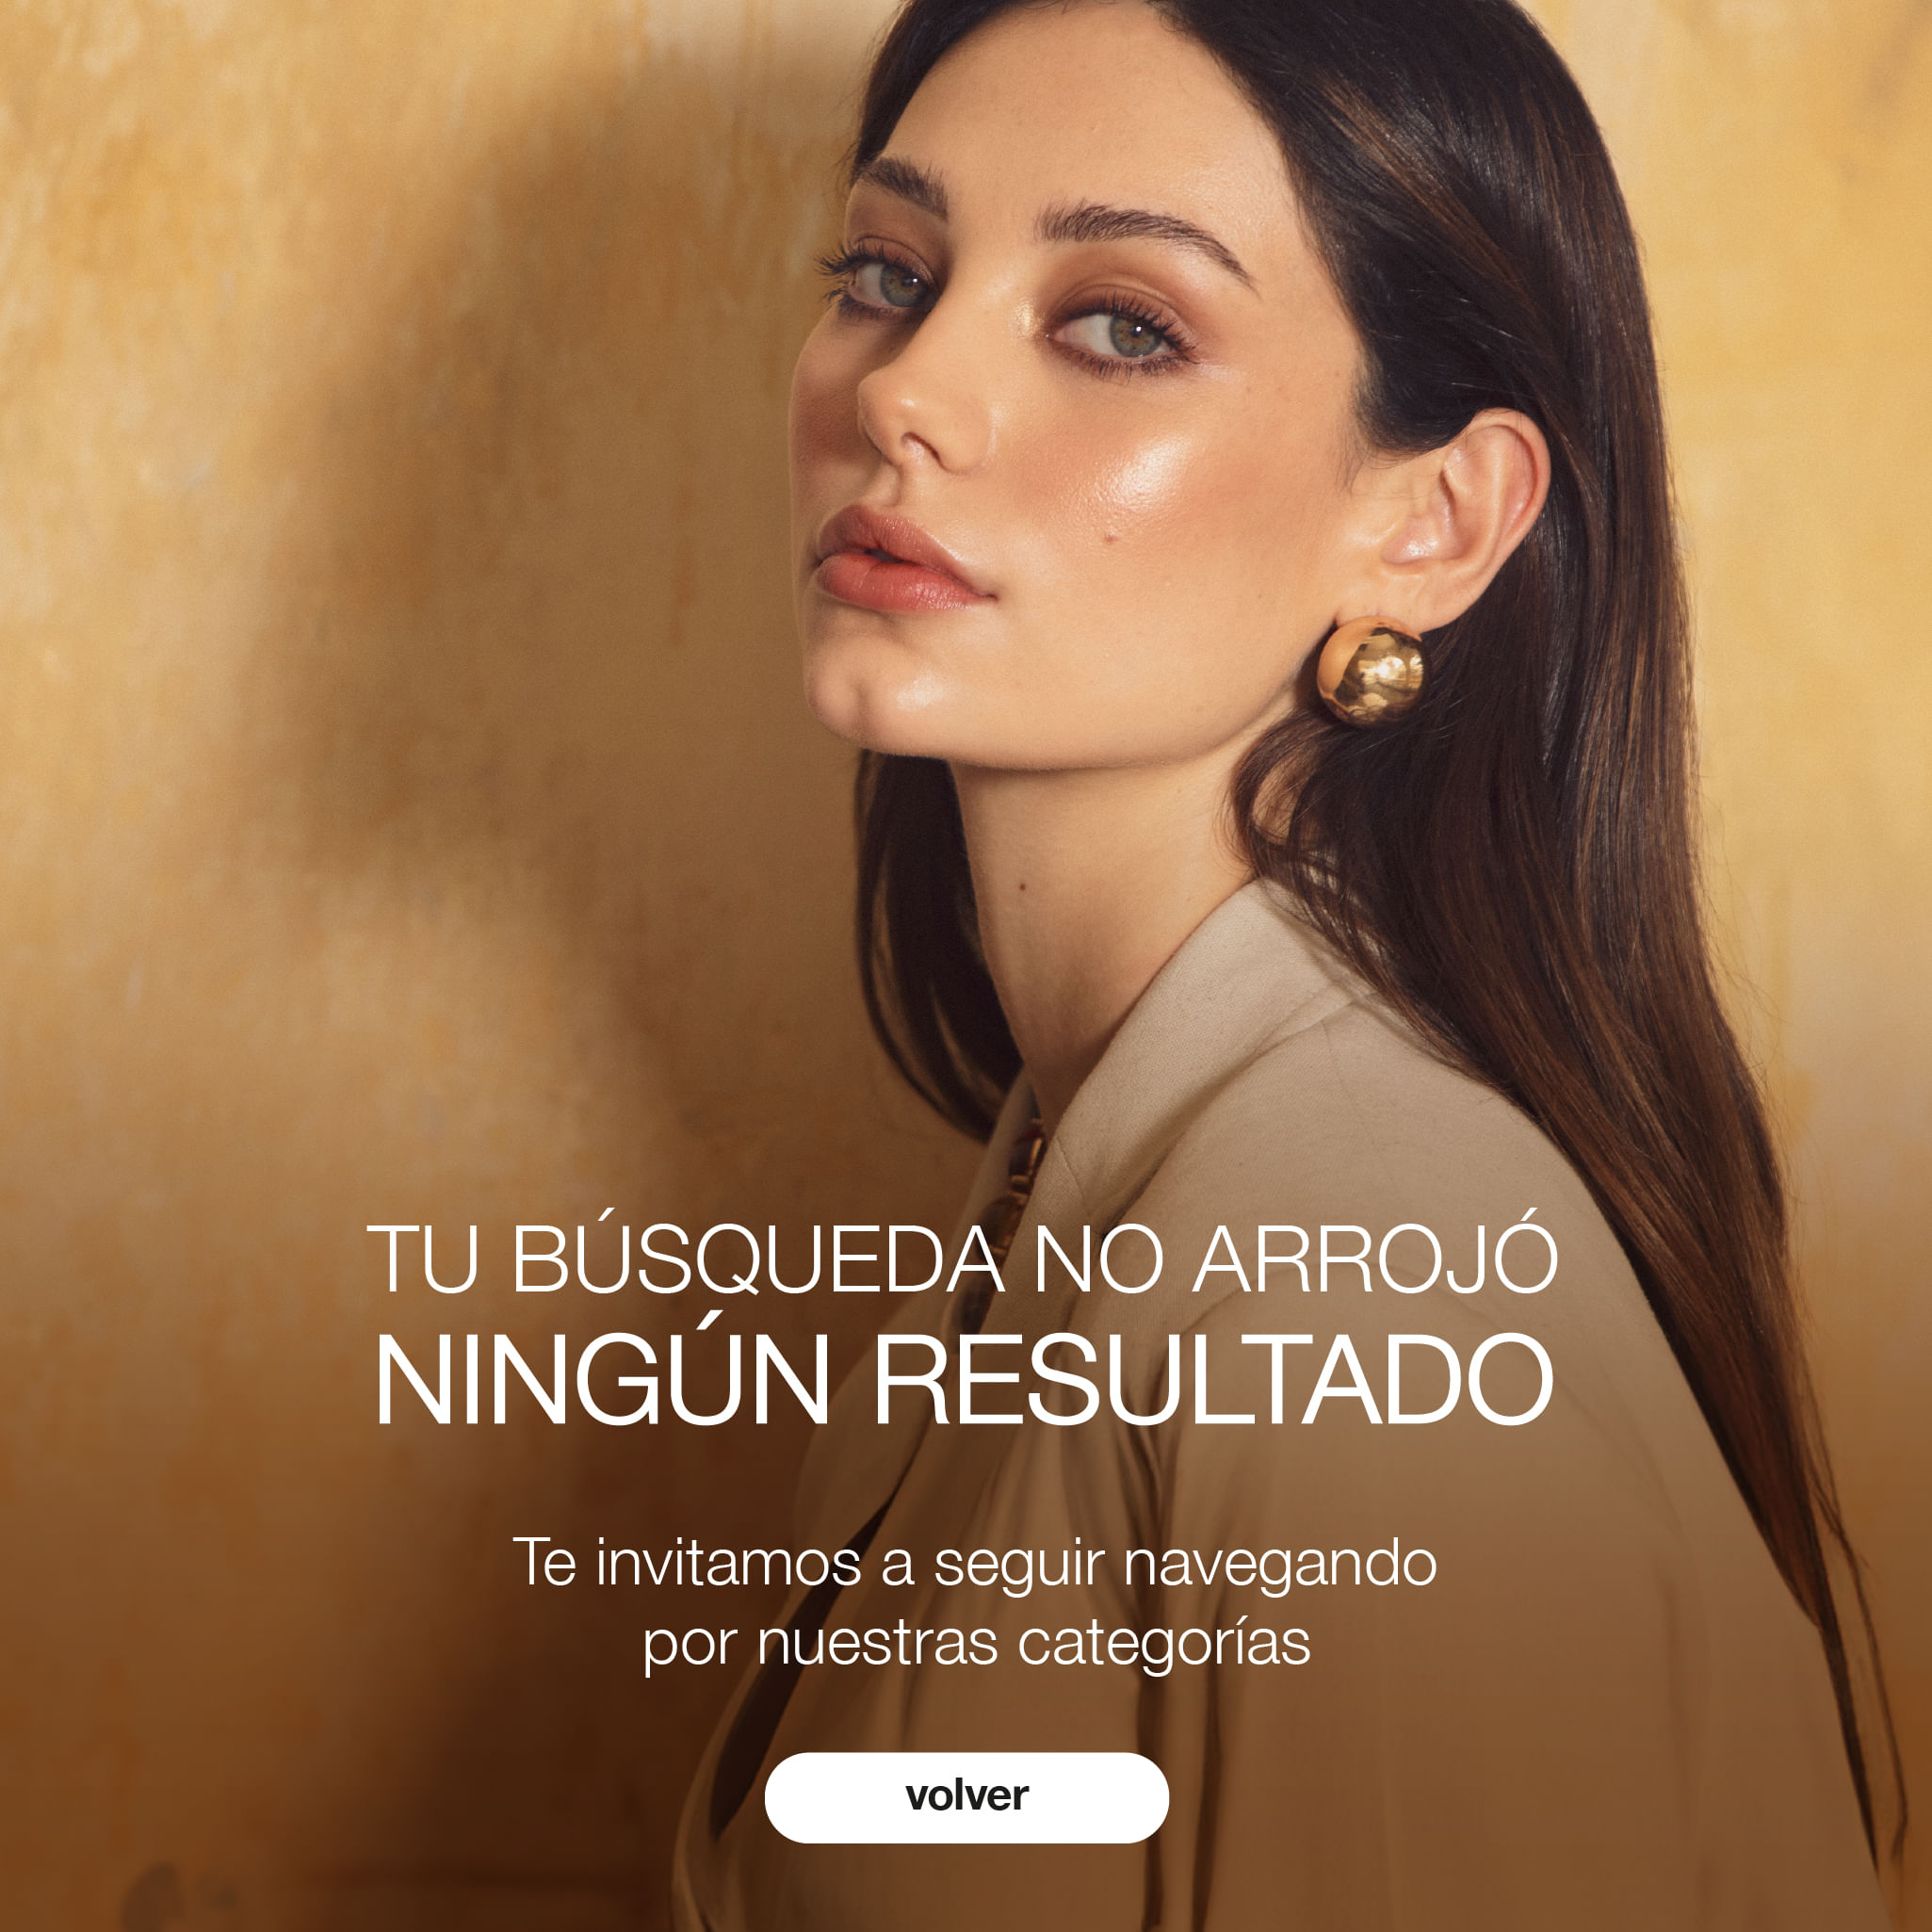 TU BÚSQUEDA NO ARROJÓ
NINGÚN RESULTADO
Te invitamos a seguir navegando
por nuestras categorías
volver